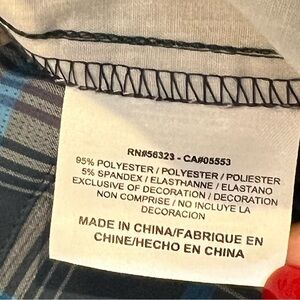 RN#56323 - CA#05553
95% POLYESTER / POLYESTER / POLIESTER
5% SPANDEX / ELASTHANNE / ELASTANO
EXCLUSIVE OF DECORATION / DECORATION
NON COMPRISE / NO INCLUYE LA
DECORACION
MADE IN CHINA/FABRIQUE EN
CHINE/HECHO EN CHINA